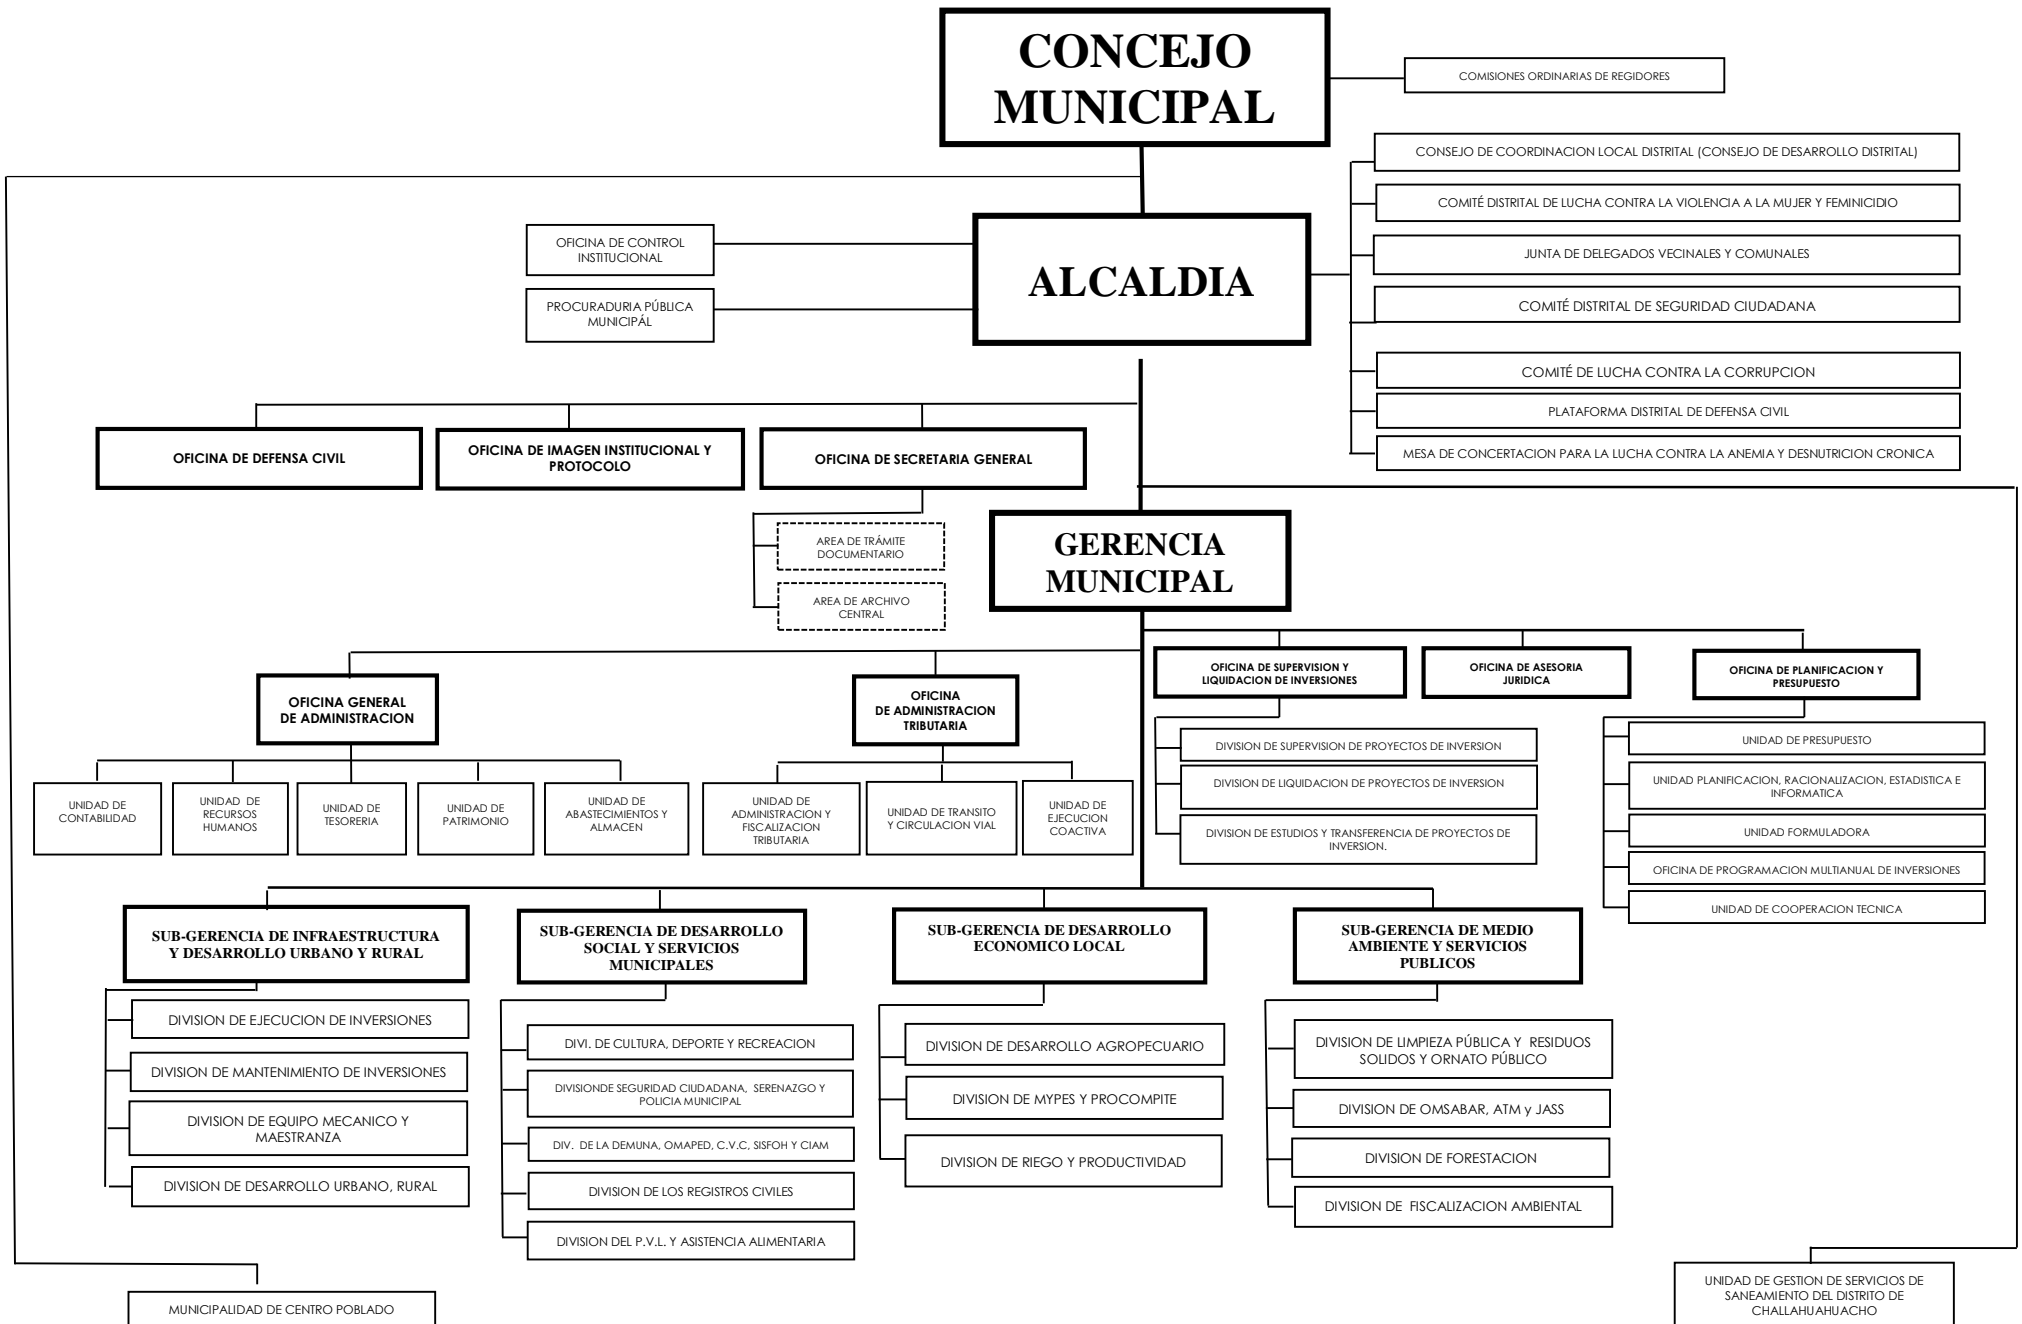 CONCEJO
MUNICIPAL
COMISIONES ORDINARIAS DE REGIDORES
CONSEJO DE COORDINACION LOCAL DISTRITAL (CONSEJO DE DESARROLLO DISTRITAL)
COMITÉ DISTRITAL DE LUCHA CONTRA LA VIOLENCIA A LA MUJER Y FEMINICIDIO
JUNTA DE DELEGADOS VECINALES Y COMUNALES
COMITÉ DISTRITAL DE SEGURIDAD CIUDADANA
COMITÉ DE LUCHA CONTRA LA CORRUPCION
PLATAFORMA DISTRITAL DE DEFENSA CIVIL
MESA DE CONCERTACION PARA LA LUCHA CONTRA LA ANEMIA Y DESNUTRICION CRONICA
OFICINA DE CONTROL
INSTITUCIONAL
PROCURADURIA PÚBLICA
MUNICIPÁL
ALCALDIA
OFICINA DE DEFENSA CIVIL
OFICINA DE IMAGEN INSTITUCIONAL Y
PROTOCOLO
OFICINA DE SECRETARIA GENERAL
AREA DE TRÁMITE
DOCUMENTARIO
AREA DE ARCHIVO
CENTRAL
GERENCIA
MUNICIPAL
OFICINA GENERAL
DE ADMINISTRACION
OFICINA
DE ADMINISTRACION
TRIBUTARIA
OFICINA DE SUPERVISION Y
LIQUIDACION DE INVERSIONES
OFICINA DE ASESORIA
JURIDICA
OFICINA DE PLANIFICACION Y
PRESUPUESTO
UNIDAD DE
CONTABILIDAD
UNIDAD DE
RECURSOS
HUMANOS
UNIDAD DE
TESORERIA
UNIDAD DE
PATRIMONIO
UNIDAD DE
ABASTECIMIENTOS Y
ALMACEN
UNIDAD DE
ADMINISTRACION Y
FISCALIZACION
TRIBUTARIA
UNIDAD DE TRANSITO
Y CIRCULACION VIAL
UNIDAD DE
EJECUCION
COACTIVA
DIVISION DE SUPERVISION DE PROYECTOS DE INVERSION
DIVISION DE LIQUIDACION DE PROYECTOS DE INVERSION
DIVISION DE ESTUDIOS Y TRANSFERENCIA DE PROYECTOS DE
INVERSION.
UNIDAD DE PRESUPUESTO
UNIDAD PLANIFICACION, RACIONALIZACION, ESTADISTICA E
INFORMATICA
UNIDAD FORMULADORA
OFICINA DE PROGRAMACION MULTIANUAL DE INVERSIONES
UNIDAD DE COOPERACION TECNICA
SUB-GERENCIA DE INFRAESTRUCTURA
Y DESARROLLO URBANO Y RURAL
DIVISION DE EJECUCION DE INVERSIONES
DIVISION DE MANTENIMIENTO DE INVERSIONES
DIVISION DE EQUIPO MECANICO Y
MAESTRANZA
DIVISION DE DESARROLLO URBANO, RURAL
SUB-GERENCIA DE DESARROLLO
SOCIAL Y SERVICIOS
MUNICIPALES
DIVI. DE CULTURA, DEPORTE Y RECREACION
DIVISIONDE SEGURIDAD CIUDADANA, SERENAZGO Y
POLICIA MUNICIPAL
DIV. DE LA DEMUNA, OMAPED, C.V.C, SISFOH Y CIAM
DIVISION DE LOS REGISTROS CIVILES
DIVISION DEL P.V.L. Y ASISTENCIA ALIMENTARIA
SUB-GERENCIA DE DESARROLLO
ECONOMICO LOCAL
DIVISION DE DESARROLLO AGROPECUARIO
DIVISION DE MYPES Y PROCOMPITE
DIVISION DE RIEGO Y PRODUCTIVIDAD
SUB-GERENCIA DE MEDIO
AMBIENTE Y SERVICIOS
PUBLICOS
DIVISION DE LIMPIEZA PÚBLICA Y RESIDUOS
SOLIDOS Y ORNATO PÚBLICO
DIVISION DE OMSABAR, ATM y JASS
DIVISION DE FORESTACION
DIVISION DE FISCALIZACION AMBIENTAL
MUNICIPALIDAD DE CENTRO POBLADO
UNIDAD DE GESTION DE SERVICIOS DE
SANEAMIENTO DEL DISTRITO DE
CHALLAHUAHUACHO